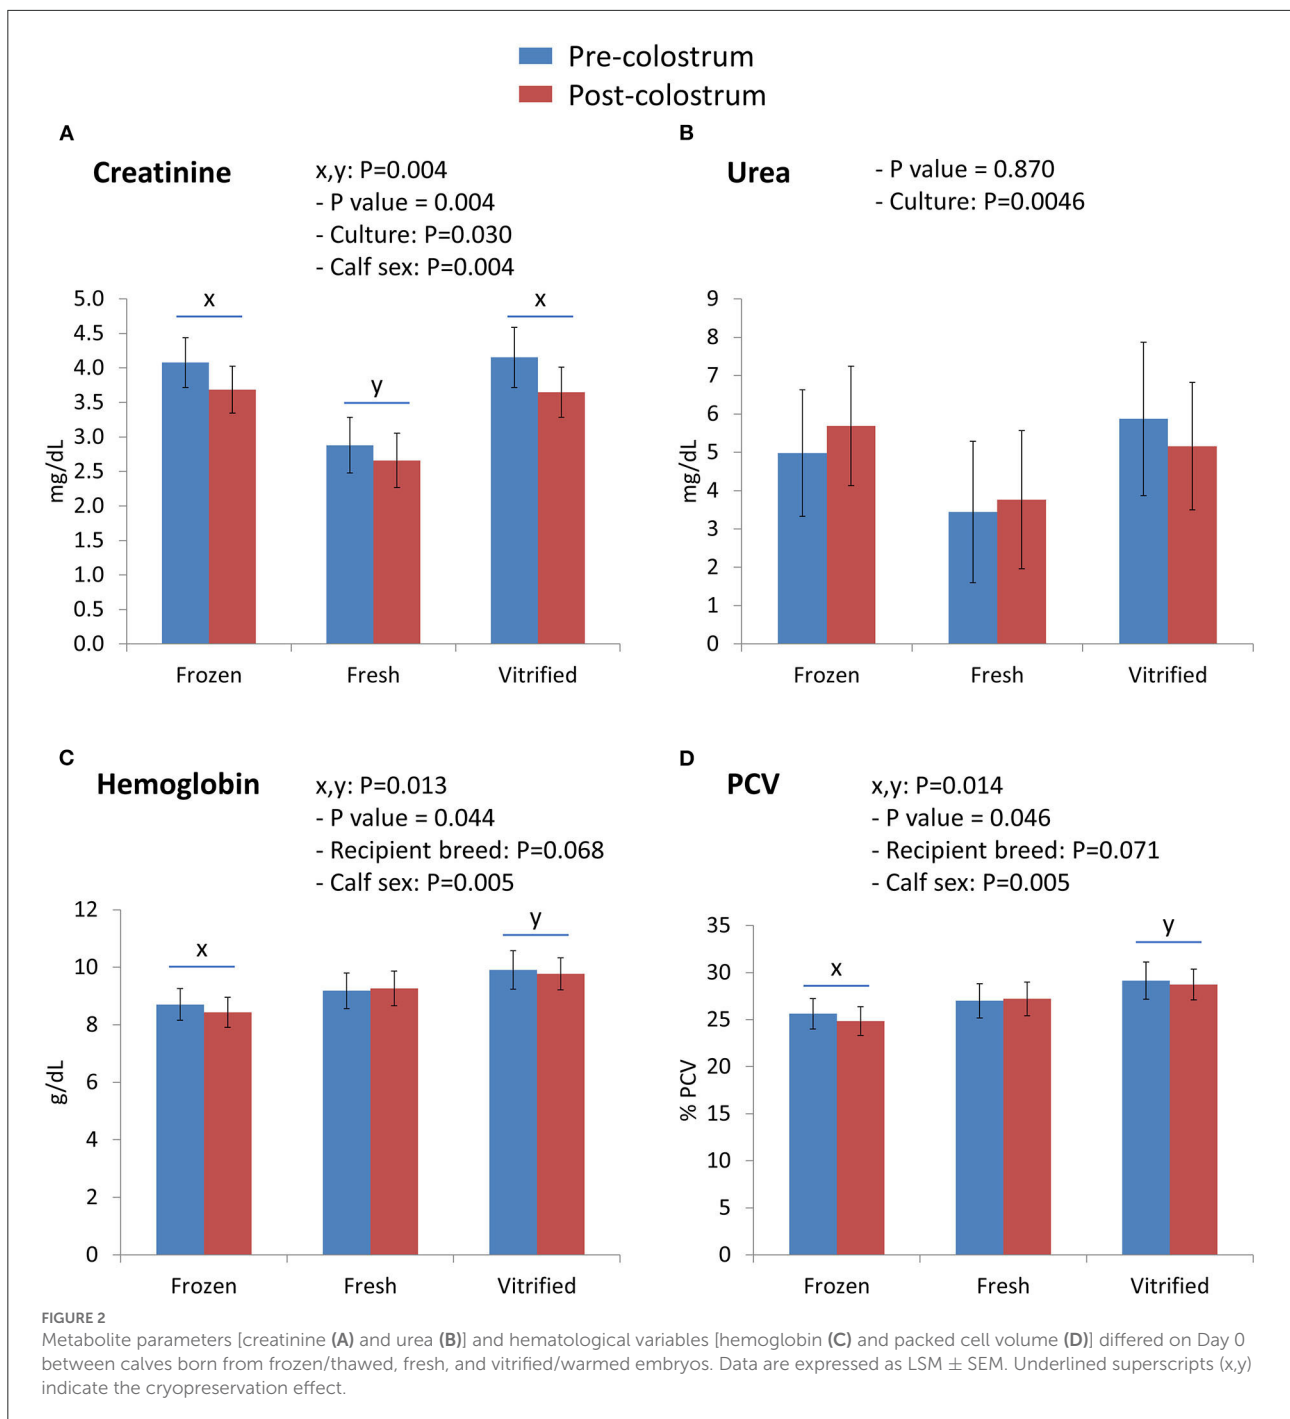 Pre-colostrum
Post-colostrum
A
Creatinine
x,y: P=0.004
- P value = 0.004
- Culture: P=0.030
- Calf sex: P=0.004
5.0
4.5
4.0
3.5
3.0
2.5
2.0
1.5
1.0
0.5
0.0
mg/dL
x
y
x
Frozen
Fresh
Vitrified
B
Urea
- P value = 0.870
- Culture: P=0.0046
9
8
7
6
5
4
3
2
1
0
mg/dL
Frozen
Fresh
Vitrified
C
Hemoglobin
x,y: P=0.013
- P value = 0.044
- Recipient breed: P=0.068
- Calf sex: P=0.005
12
10
8
6
4
2
0
g/dL
x
y
Frozen
Fresh
Vitrified
D
PCV
x,y: P=0.014
- P value = 0.046
- Recipient breed: P=0.071
- Calf sex: P=0.005
35
30
25
20
15
10
5
0
% PCV
x
y
Frozen
Fresh
Vitrified
FIGURE 2
Metabolite parameters [creatinine (A) and urea (B)] and hematological variables [hemoglobin (C) and packed cell volume (D)] differed on Day 0
between calves born from frozen/thawed, fresh, and vitrified/warmed embryos. Data are expressed as LSM ± SEM. Underlined superscripts (x,y)
indicate the cryopreservation effect.